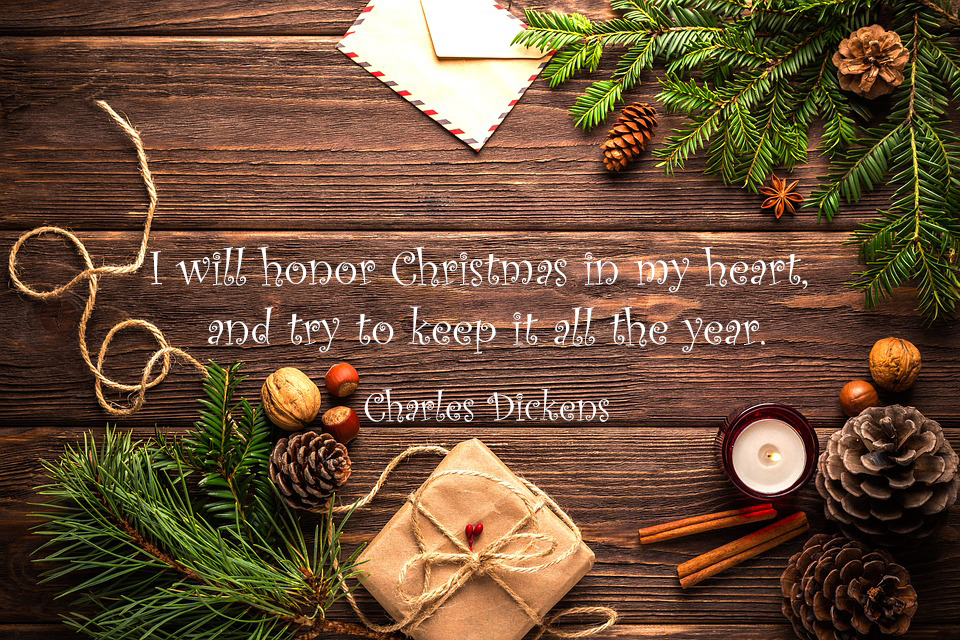 I will honor Christmas in my heart,
and try to keep it all the year.
Charles Dickens